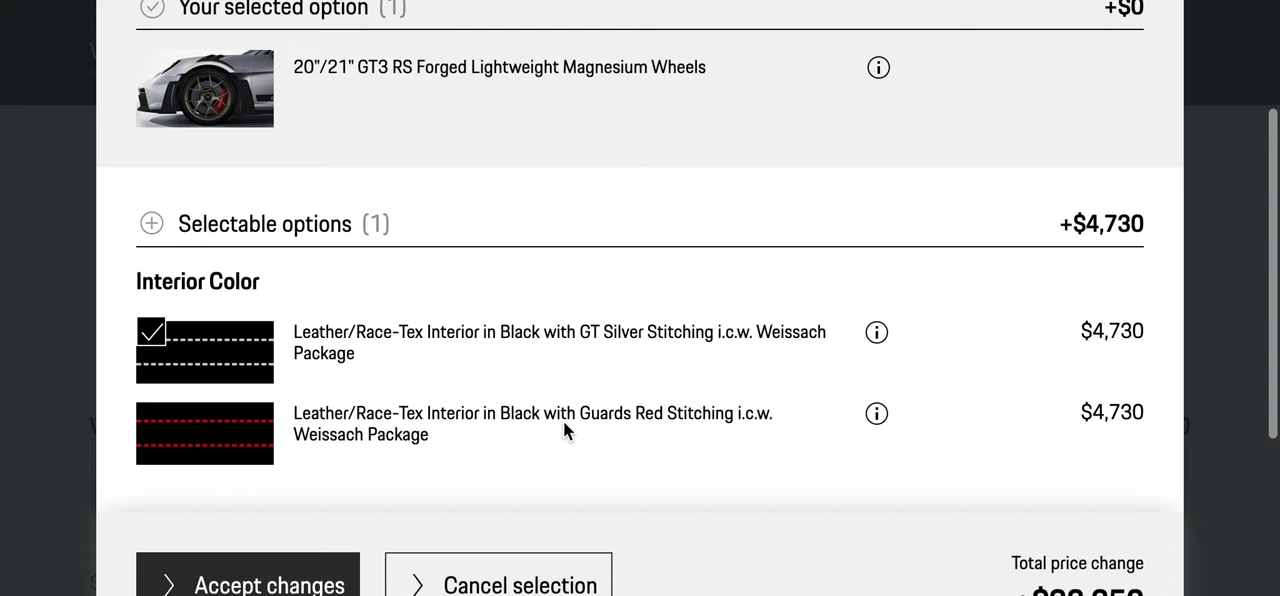 Your selected option (1) +$0
20"/21" GT3 RS Forged Lightweight Magnesium Wheels
Selectable options (1) +$4,730
Interior Color
Leather/Race-Tex Interior in Black with GT Silver Stitching i.c.w. Weissach $4,730
Package
Leather/Race-Tex Interior in Black with Guards Red Stitching i.c.w. $4,730
Weissach Package
Total price change
Accept changes Cancel selection